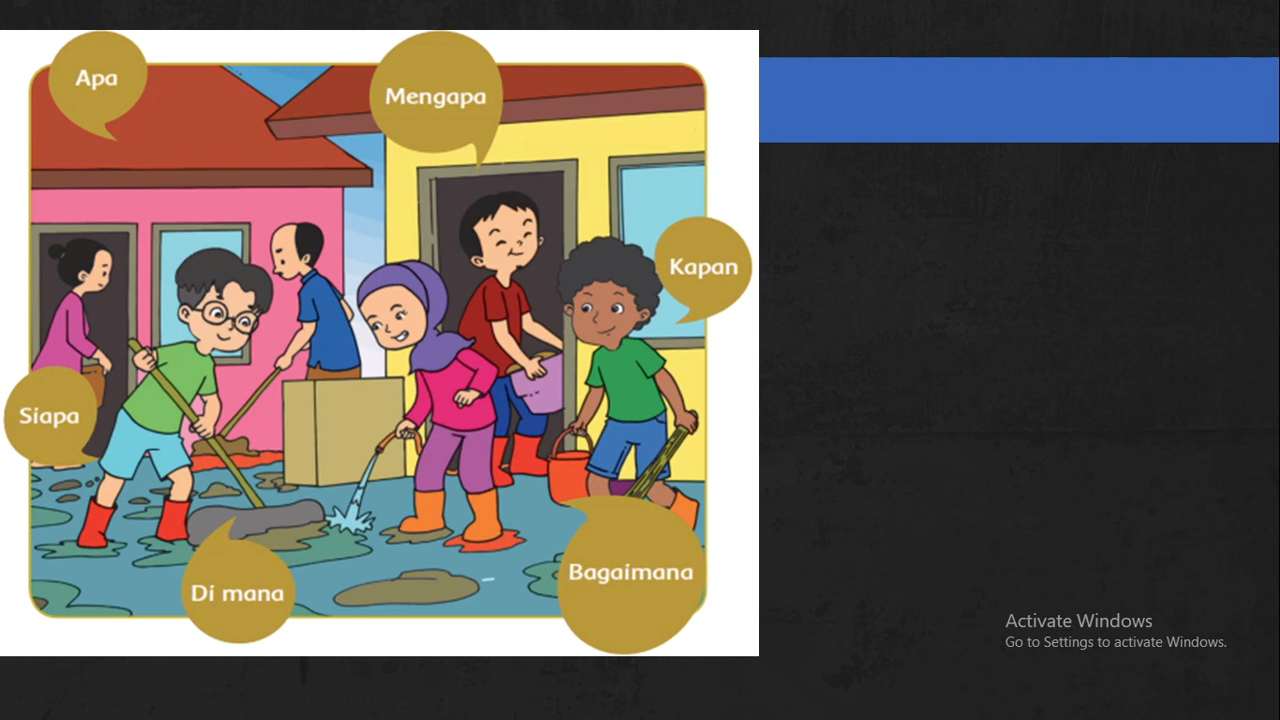 Apa
Mengapa
Kapan
Siapa
Di mana
Bagaimana
Activate Windows
Go to Settings to activate Windows.